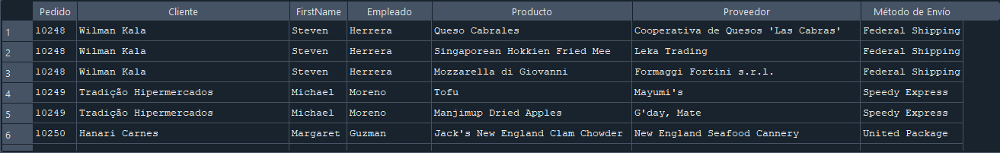 Pedido Cliente FirstName Empleado Producto Proveedor Método de Envío
1 10248 Wilman Kala Steven Herrera Queso Cabrales Cooperativa de Quesos 'Las Cabras' Federal Shipping
2 10248 Wilman Kala Steven Herrera Singaporean Hokkien Fried Mee Leka Trading Federal Shipping
3 10248 Wilman Kala Steven Herrera Mozzarella di Giovanni Formaggi Fortini s.r.l. Federal Shipping
4 10249 Tradição Hipermercados Michael Moreno Tofu Mayumi's Speedy Express
5 10249 Tradição Hipermercados Michael Moreno Manjimup Dried Apples G'day, Mate Speedy Express
6 10250 Hanari Carnes Margaret Guzman Jack's New England Clam Chowder New England Seafood Cannery United Package